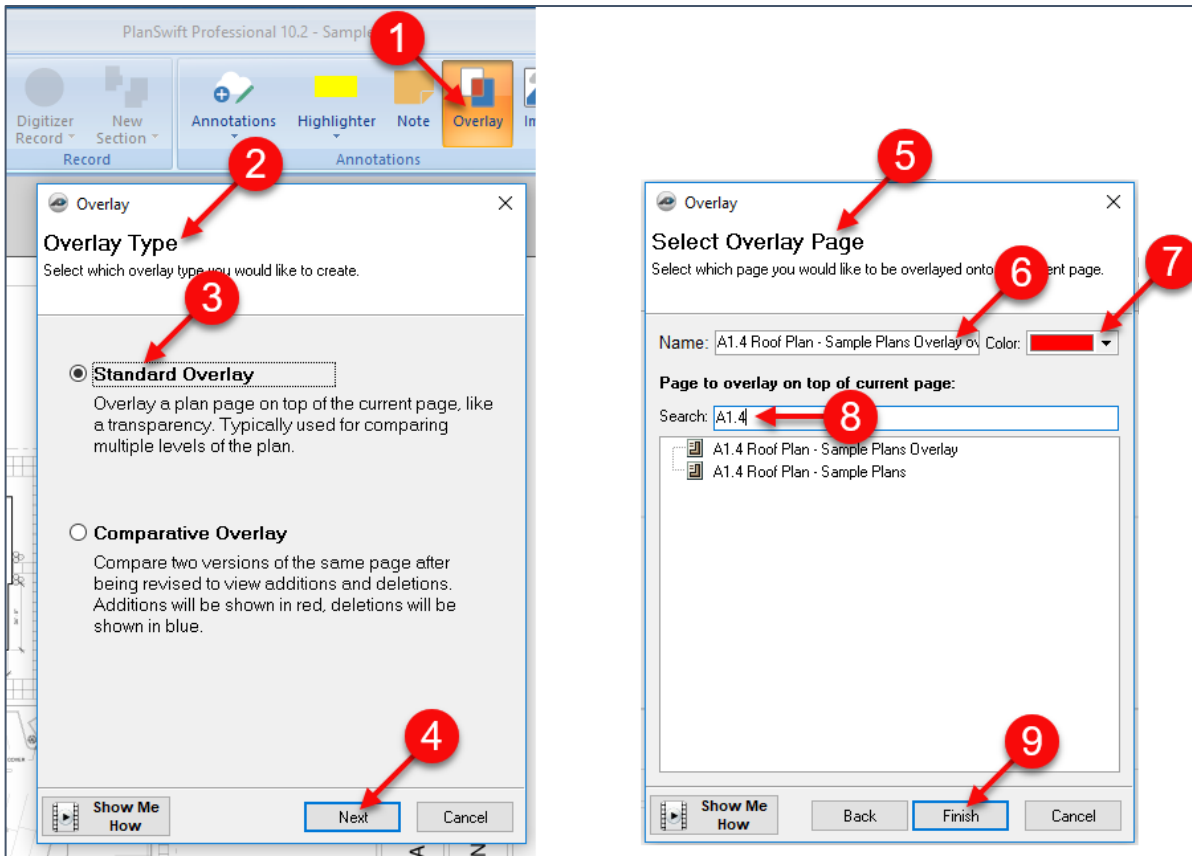 PlanSwift Professional 10.2 - Sample
1
Digitizer
Record
New
Section
Annotations
Highlighter
Note
Overlay
Record
Annotations
2
Overlay
Overlay Type
Select which overlay type you would like to create.
3
Standard Overlay
Overlay a plan page on top of the current page, like
a transparency. Typically used for comparing
multiple levels of the plan.
Comparative Overlay
Compare two versions of the same page after
being revised to view additions and deletions.
Additions will be shown in red, deletions will be
shown in blue.
4
Show Me
How
Next
Cancel
A
N
5
Overlay
Select Overlay Page
Select which page you would like to be overlayed onto ent page.
6
7
Name: A1.4 Roof Plan - Sample Plans Overlay ov Color:
Page to overlay on top of current page:
Search: A1.4
8
A1.4 Roof Plan - Sample Plans Overlay
A1.4 Roof Plan - Sample Plans
9
Show Me
How
Back
Finish
Cancel